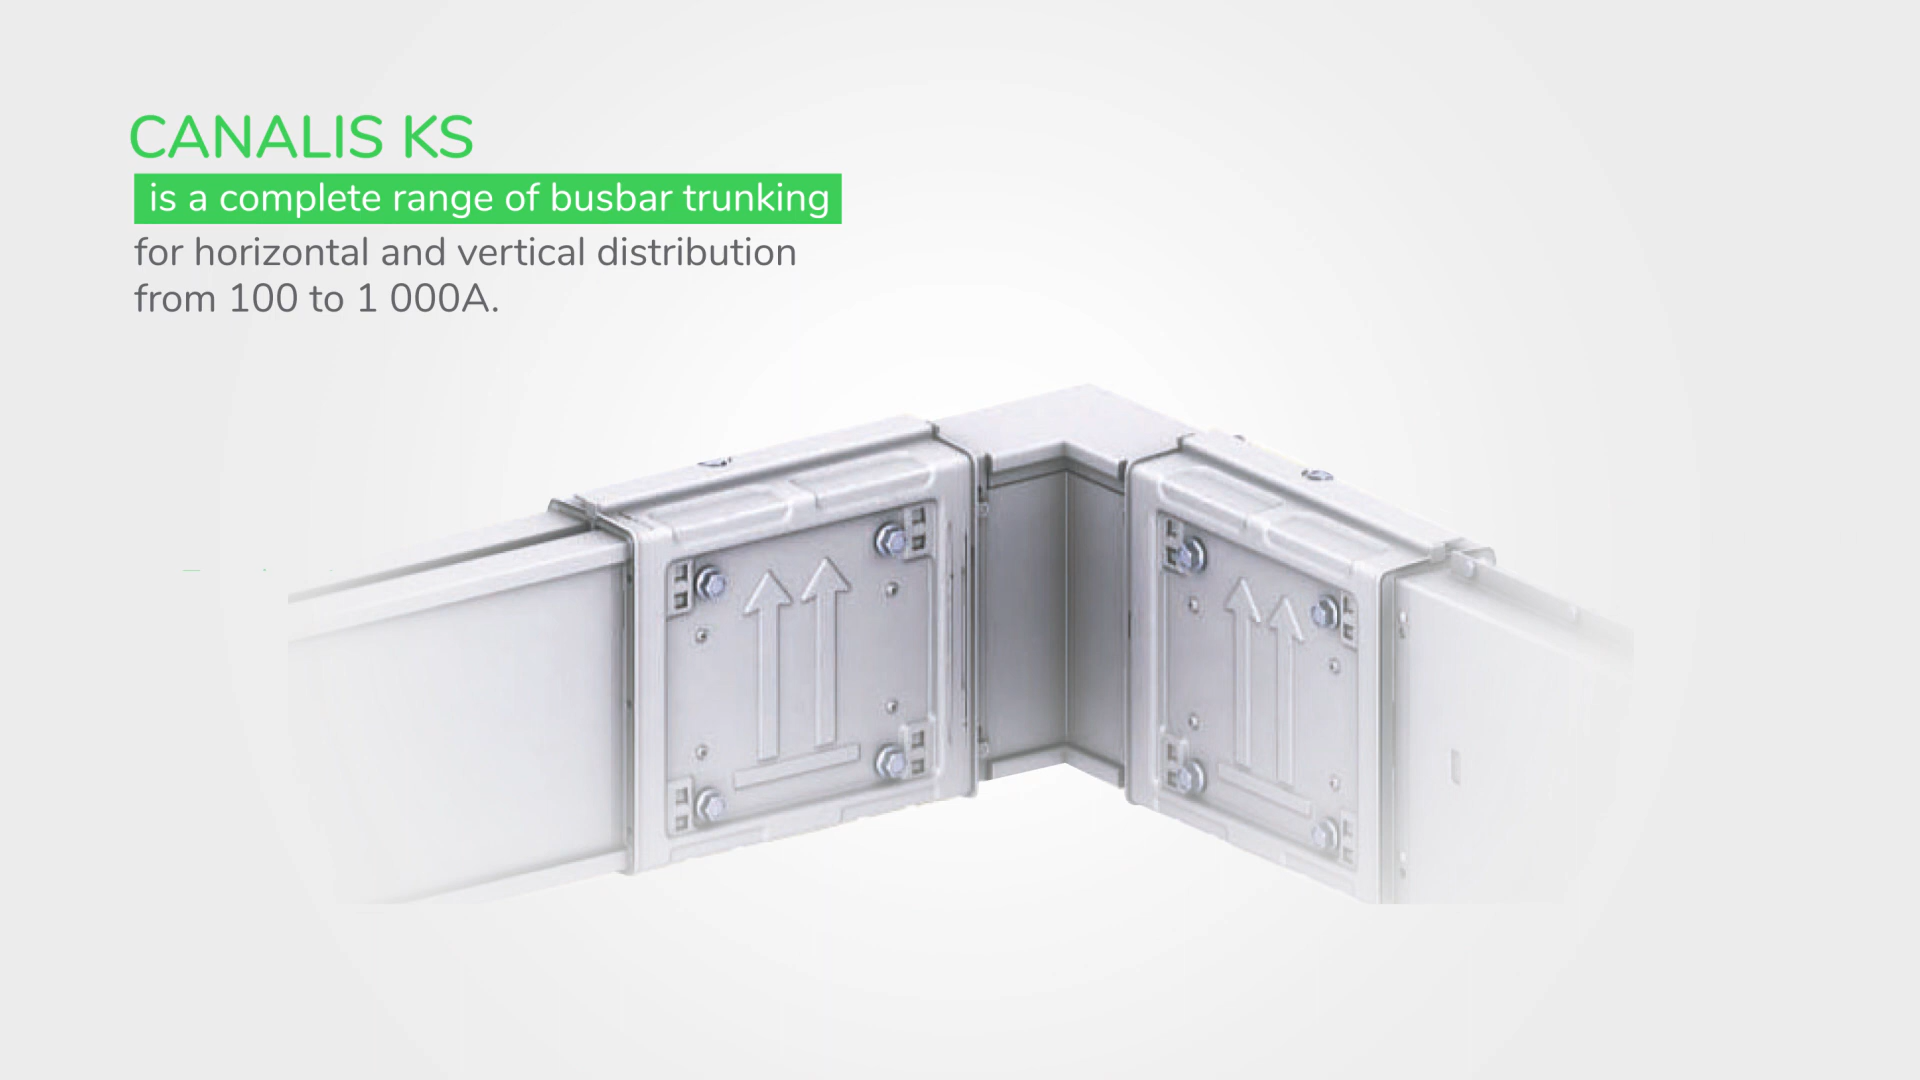 CANALIS KS
is a complete range of busbar trunking
for horizontal and vertical distribution
from 100 to 1 000A.